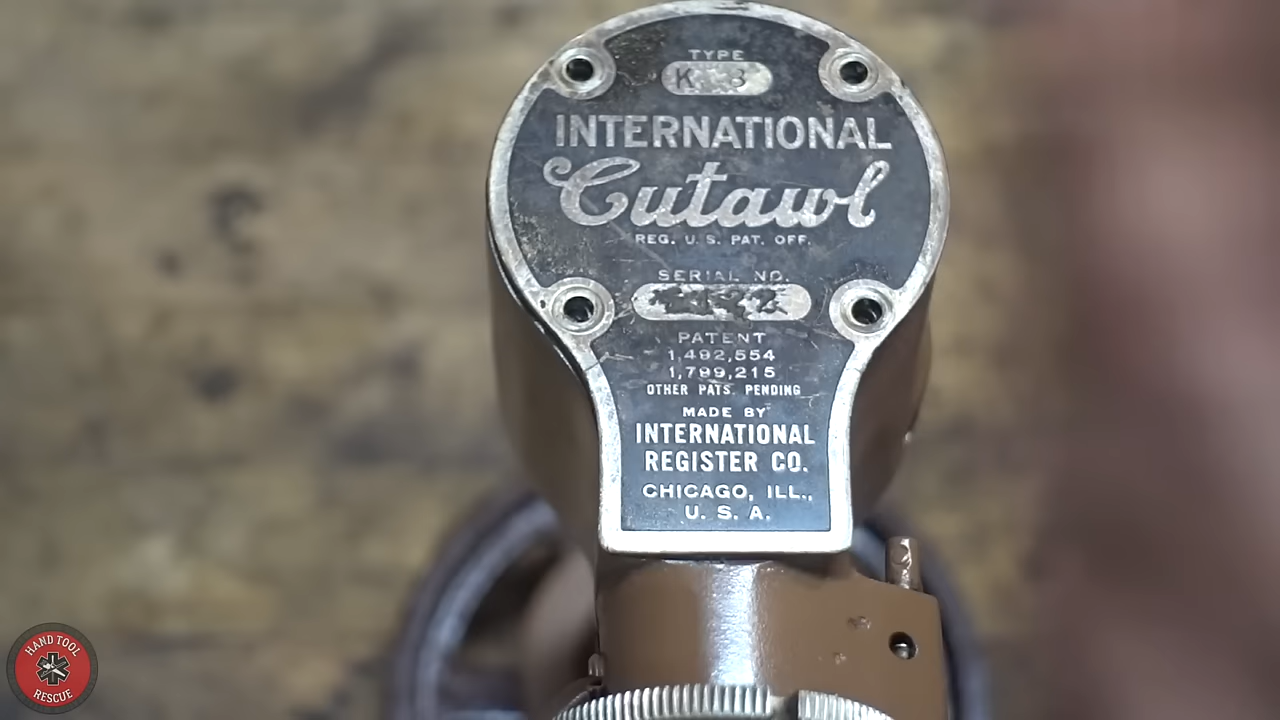 TYPE
INTERNATIONAL
Cutawl
REG. U. S. PAT. OFF.
SERIAL NO.
PATENT
1,492,554
1,799,215
OTHER PATS. PENDING
MADE BY
INTERNATIONAL
REGISTER CO.
CHICAGO, ILL.,
U. S. A.
HAND TOOL
RESCUE